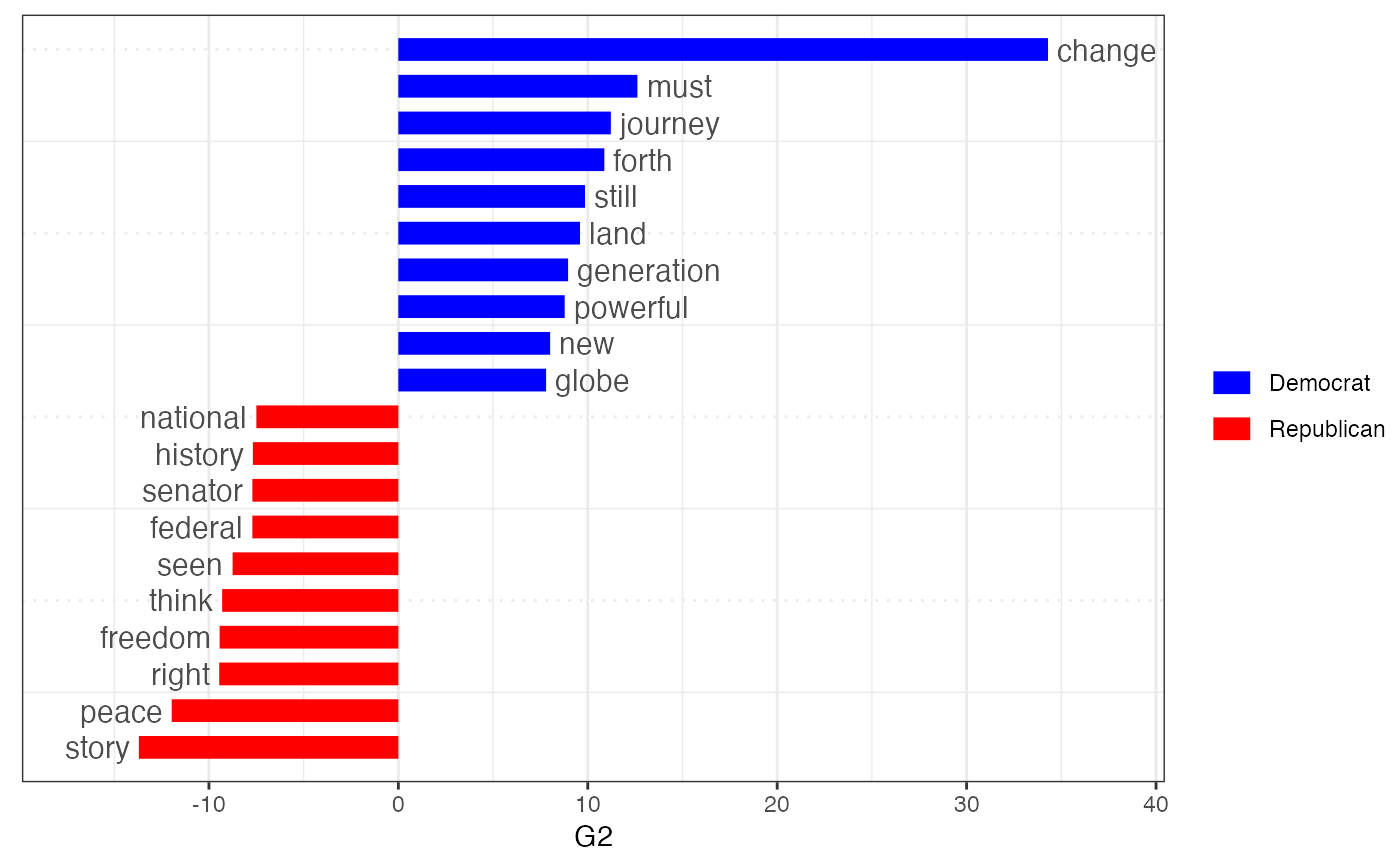 change
must
journey
forth
still
land
generation
powerful
new
globe
national
history
senator
federal
seen
think
freedom
right
peace
story
-10 0 10 20 30 40
G2
Democrat
Republican